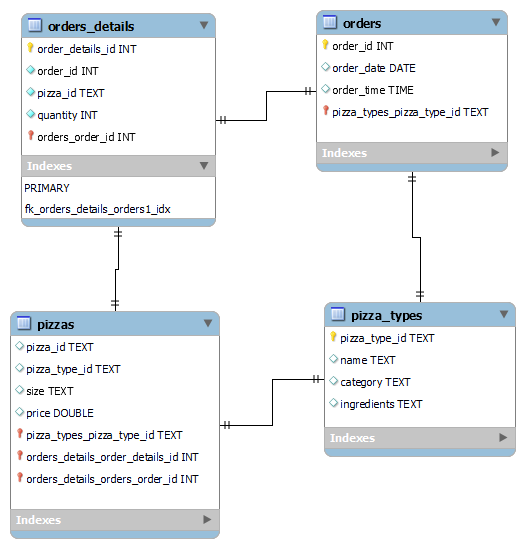 orders_details
order_details_id INT
order_id INT
pizza_id TEXT
quantity INT
orders_order_id INT
Indexes
PRIMARY
fk_orders_details_orders1_idx
orders
order_id INT
order_date DATE
order_time TIME
pizza_types_pizza_type_id TEXT
Indexes
pizzas
pizza_id TEXT
pizza_type_id TEXT
size TEXT
price DOUBLE
pizza_types_pizza_type_id TEXT
orders_details_order_details_id INT
orders_details_orders_order_id INT
Indexes
pizza_types
pizza_type_id TEXT
name TEXT
category TEXT
ingredients TEXT
Indexes